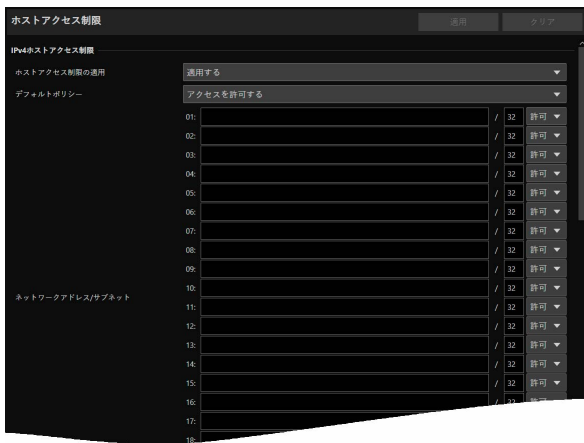 ホストアクセス制限 適用 クリア
IPv4ホストアクセス制限
ホストアクセス制限の適用 適用する
デフォルトポリシー アクセスを許可する
01: / 32 許可
02: / 32 許可
03: / 32 許可
04: / 32 許可
05: / 32 許可
06: / 32 許可
07: / 32 許可
08: / 32 許可
09: / 32 許可
ネットワークアドレス/サブネット
10: / 32 許可
11: / 32 許可
12: / 32 許可
13: / 32 許可
14: / 32 許可
15: / 32 許可
16: / 32
17:
18: